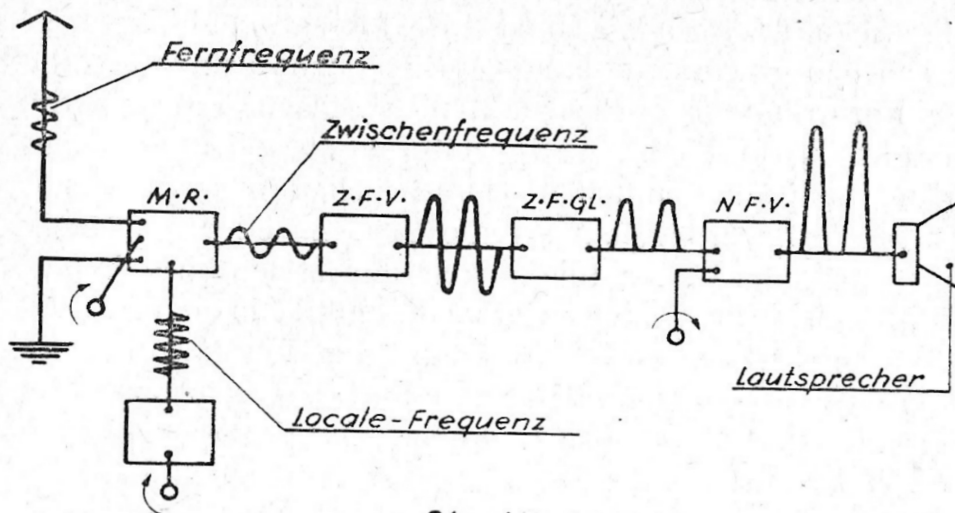 Fernfrequenz
Zwischenfrequenz
M·R·
Z·F·V·
Z·F·Gl·
N F·V·
Lautsprecher
Locale-Frequenz